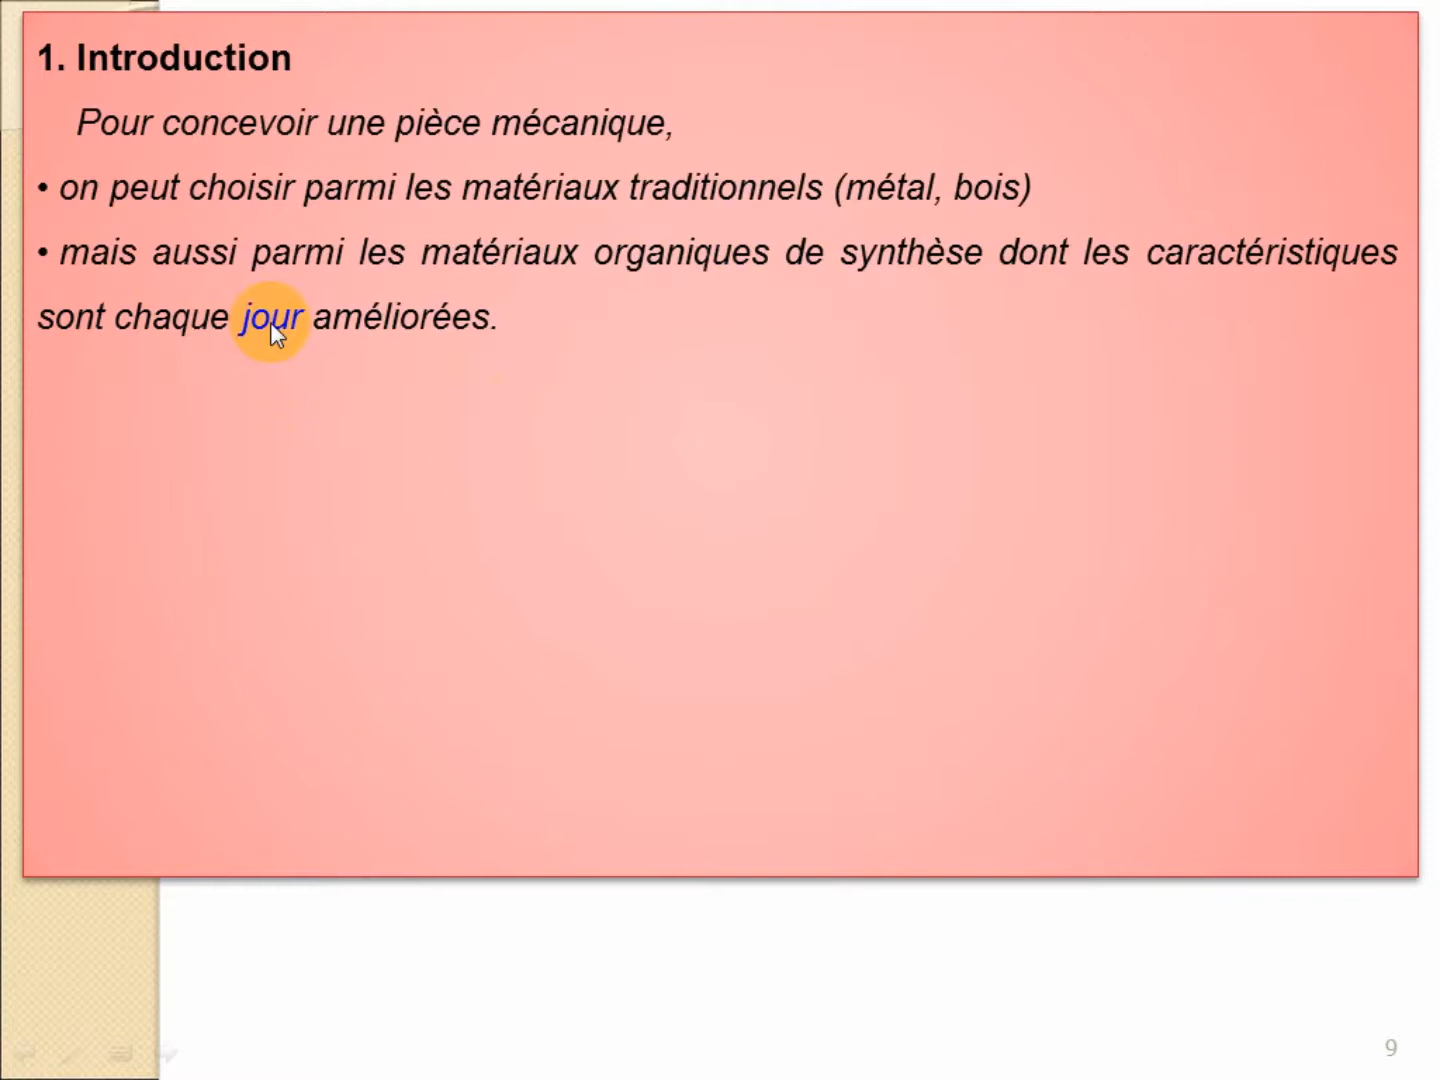 1. Introduction
Pour concevoir une pièce mécanique,
• on peut choisir parmi les matériaux traditionnels (métal, bois)
• mais aussi parmi les matériaux organiques de synthèse dont les caractéristiques
sont chaque jour améliorées.
9